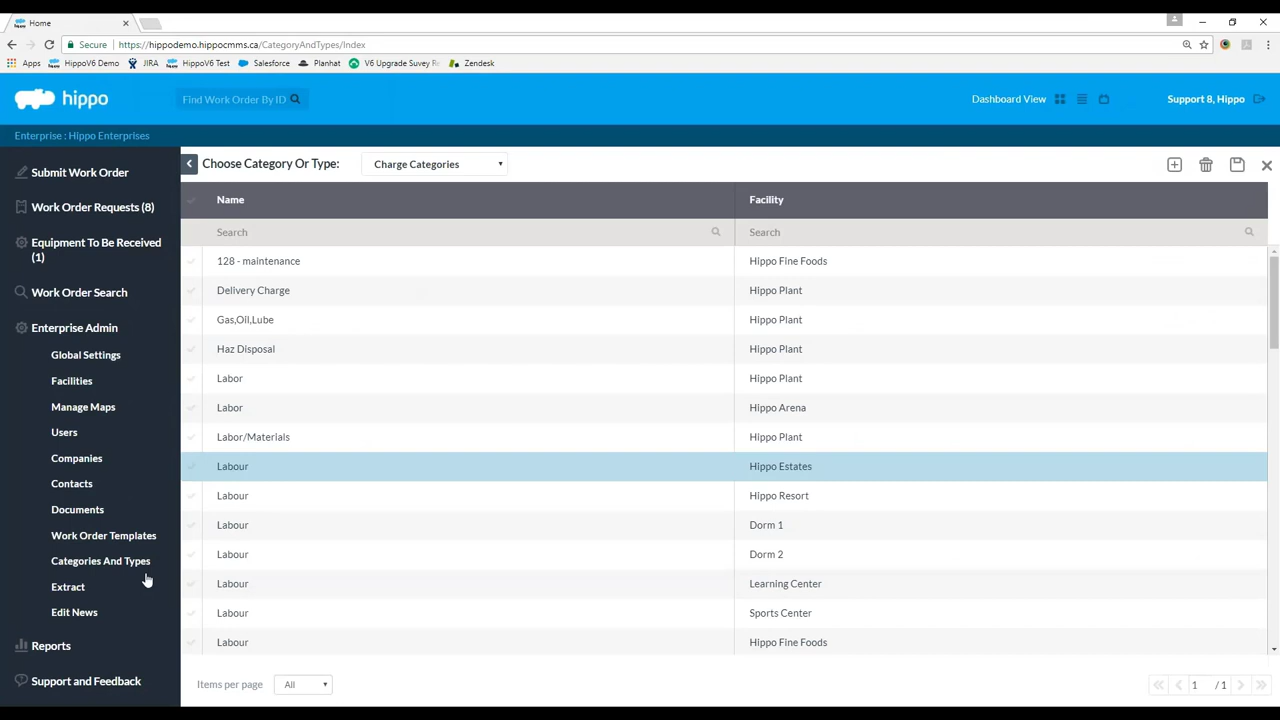 Home
Secure https://hippodemo.hippocmms.ca/CategoryAndTypes/Index
Apps HippoV6 Demo JIRA HippoV6 Test Salesforce Planhat V6 Upgrade Suvey Re Zendesk
hippo Find Work Order By ID Dashboard View Support 8, Hippo
Enterprise : Hippo Enterprises
Submit Work Order
Work Order Requests (8)
Equipment To Be Received
(1)
Work Order Search
Enterprise Admin
Global Settings
Facilities
Manage Maps
Users
Companies
Contacts
Documents
Work Order Templates
Categories And Types
Extract
Edit News
Reports
Support and Feedback
Choose Category Or Type: Charge Categories
Name Facility
Search Search
128 - maintenance Hippo Fine Foods
Delivery Charge Hippo Plant
Gas,Oil,Lube Hippo Plant
Haz Disposal Hippo Plant
Labor Hippo Plant
Labor Hippo Arena
Labor/Materials Hippo Plant
Labour Hippo Estates
Labour Hippo Resort
Labour Dorm 1
Labour Dorm 2
Labour Learning Center
Labour Sports Center
Labour Hippo Fine Foods
Items per page All 1 / 1